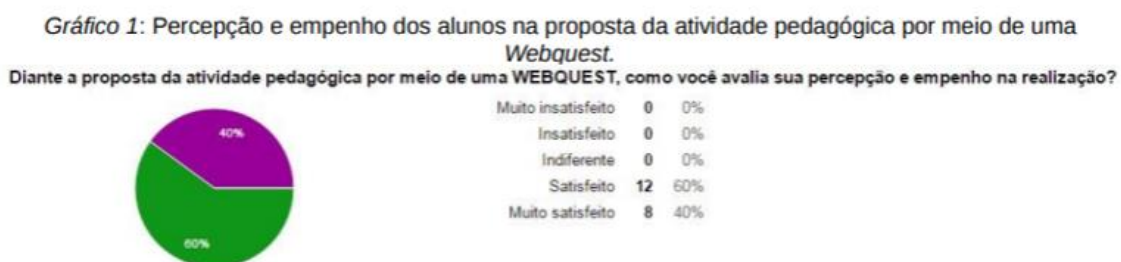 Gráfico 1: Percepção e empenho dos alunos na proposta da atividade pedagógica por meio de uma
Webquest.
Diante a proposta da atividade pedagógica por meio de uma WEBQUEST, como você avalia sua percepção e empenho na realização?
40%
60%
Muito insatisfeito 0 0%
Insatisfeito 0 0%
Indiferente 0 0%
Satisfeito 12 60%
Muito satisfeito 8 40%